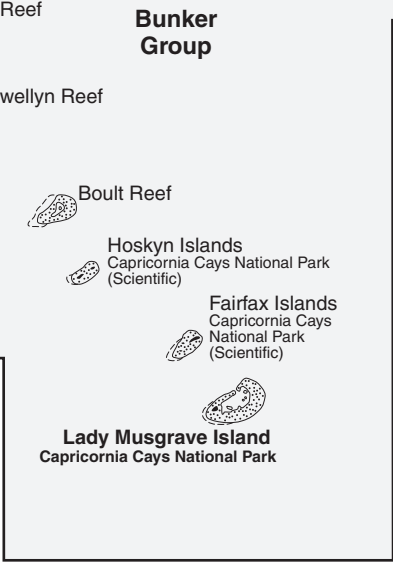 Reef
Bunker
Group
wellyn Reef
Boult Reef
Hoskyn Islands
Capricornia Cays National Park
(Scientific)
Fairfax Islands
Capricornia Cays
National Park
(Scientific)
Lady Musgrave Island
Capricornia Cays National Park